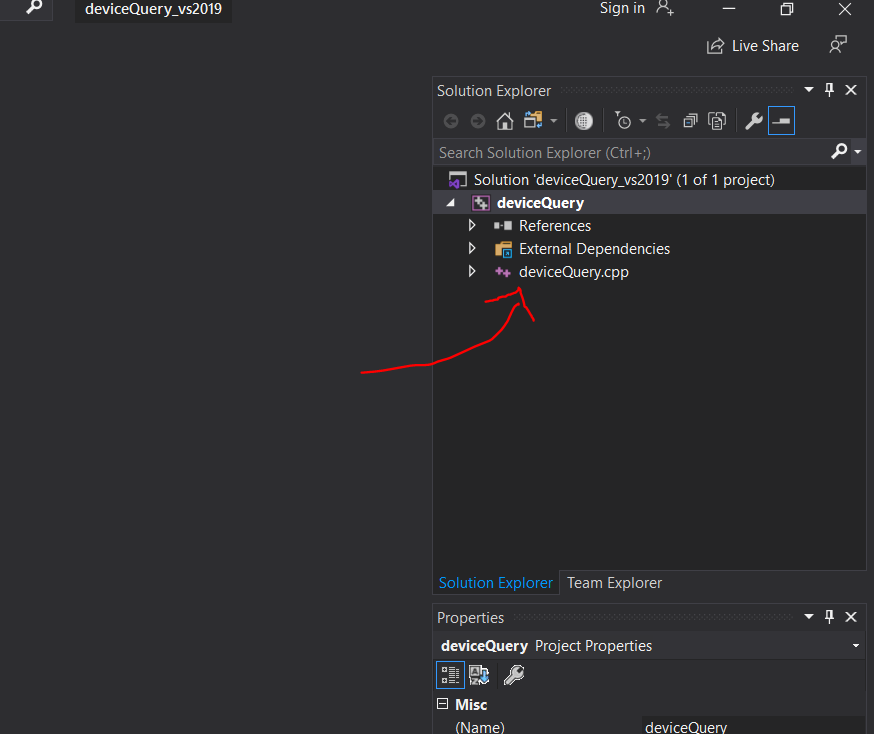 deviceQuery_vs2019
Sign in
Live Share
Solution Explorer
Search Solution Explorer (Ctrl+;)
Solution 'deviceQuery_vs2019' (1 of 1 project)
deviceQuery
References
External Dependencies
deviceQuery.cpp
Solution Explorer Team Explorer
Properties
deviceQuery Project Properties
Misc
(Name) deviceQuery